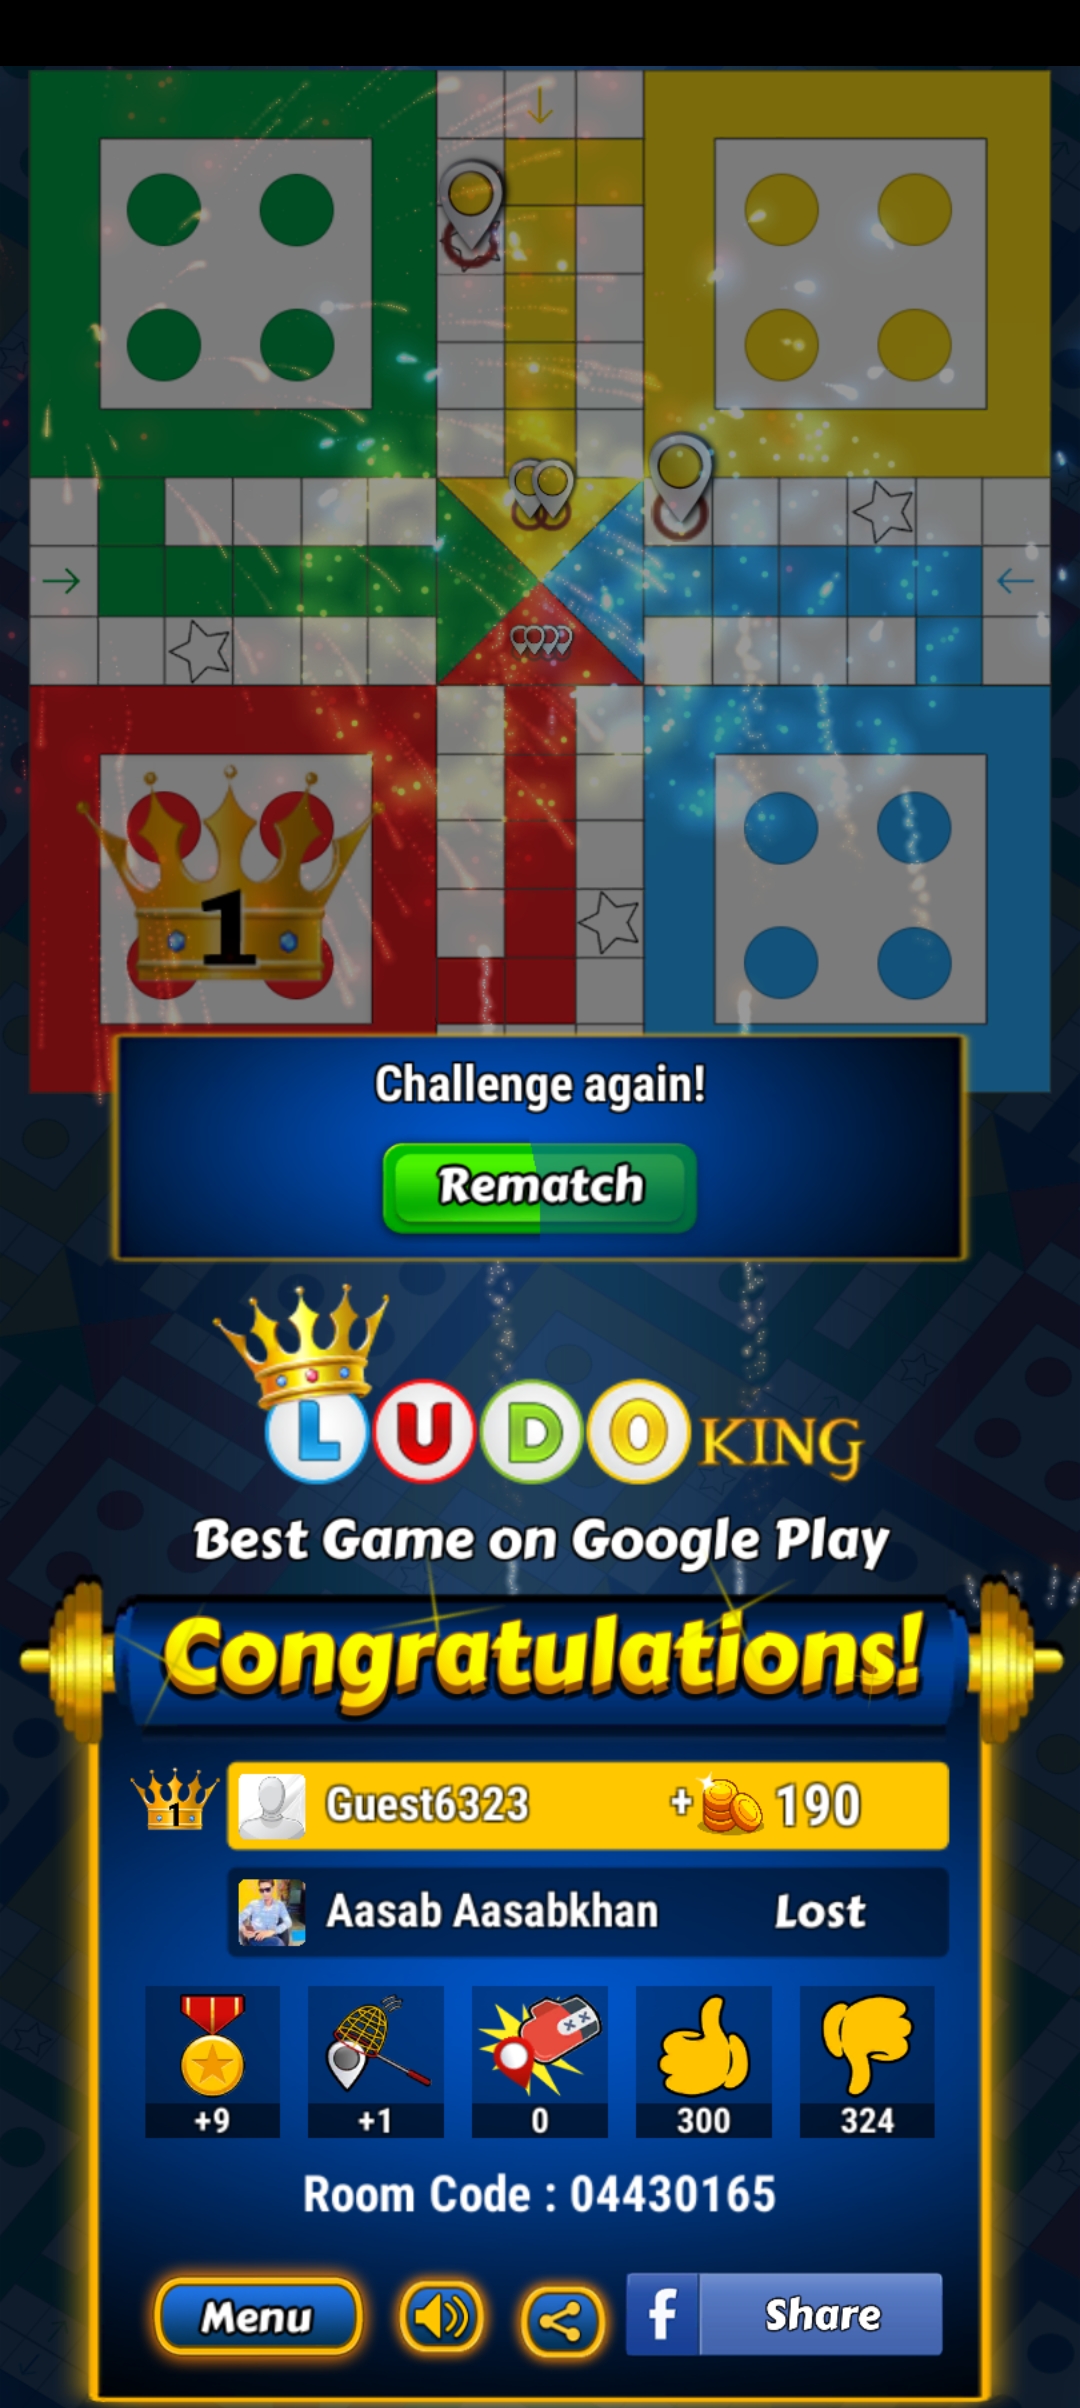 1
Challenge again!
Rematch
LUDO KING
Best Game on Google Play
Congratulations!
1 Guest6323 + 190
Aasab Aasabkhan Lost
+9 +1 0 300 324
Room Code : 04430165
Menu f Share